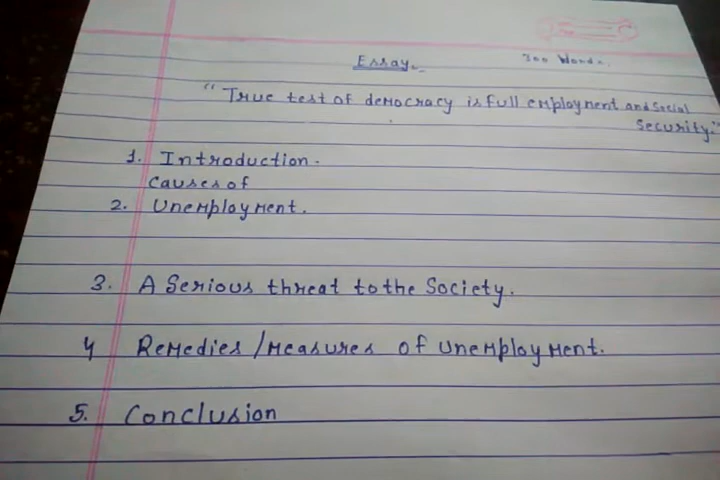 Essay.
300 Words.
"True test of democracy is full employment and Social
Security."
1. Introduction.
Causes of
2. Unemployment.
3. A Serious threat to the Society.
4 Remedies/measures of unemployment.
5. Conclusion